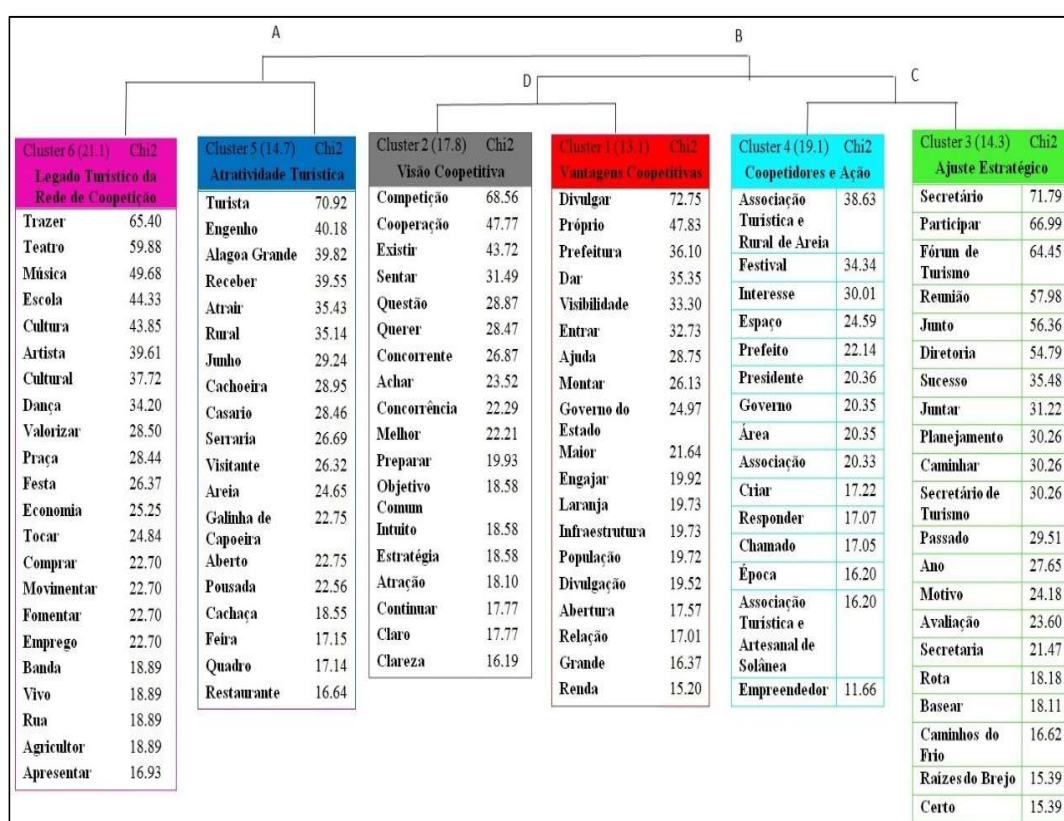 A
B
D
C
Cluster 6 (21.1) Chi2
Legado Turístico da
Rede de Coopetição
Trazer 65.40
Teatro 59.88
Música 49.68
Escola 44.33
Cultura 43.85
Artista 39.61
Cultural 37.72
Dança 34.20
Valorizar 28.50
Praça 28.44
Festa 26.37
Economia 25.25
Tocar 24.84
Comprar 22.70
Movimentar 22.70
Fomentar 22.70
Emprego 22.70
Banda 18.89
Vivo 18.89
Rua 18.89
Agricultor 18.89
Apresentar 16.93
Cluster 5 (14.7) Chi2
Atratividade Turística
Turista 70.92
Engenho 40.18
Alagoa Grande 39.82
Receber 39.55
Atrair 35.43
Rural 35.14
Junho 29.24
Cachoeira 28.95
Casario 28.46
Serraria 26.69
Visitante 26.32
Areia 24.65
Galinha de 22.75
Capoeira
Aberto 22.75
Pousada 22.56
Cachaça 18.55
Feira 17.15
Quadro 17.14
Restaurante 16.64
Cluster 2 (17.8) Chi2
Visão Coopetitiva
Competição 68.56
Cooperação 47.77
Existir 43.72
Sentar 31.49
Questão 28.87
Querer 28.47
Concorrente 26.87
Achar 23.52
Concorrência 22.29
Melhor 22.21
Preparar 19.93
Objetivo 18.58
Comum
Intuito 18.58
Estratégia 18.58
Atração 18.10
Continuar 17.77
Claro 17.77
Clareza 16.19
Cluster 1 (13.1) Chi2
Vantagens Coopetitivas
Divulgar 72.75
Próprio 47.83
Prefeitura 36.10
Dar 35.35
Visibilidade 33.30
Entrar 32.73
Ajuda 28.75
Montar 26.13
Governo do 24.97
Estado
Maior 21.64
Engajar 19.92
Laranja 19.73
Infraestrutura 19.73
População 19.72
Divulgação 19.52
Abertura 17.57
Relação 17.01
Grande 16.37
Renda 15.20
Cluster 4 (19.1) Chi2
Coopetidores e Ação
Associação 38.63
Turística e
Rural de Areia
Festival 34.34
Interesse 30.01
Espaço 24.59
Prefeito 22.14
Presidente 20.36
Governo 20.35
Área 20.35
Associação 20.33
Criar 17.22
Responder 17.07
Chamado 17.05
Época 16.20
Associação 16.20
Turística e
Artesanal de
Solânea
Empreendedor 11.66
Cluster 3 (14.3) Chi2
Ajuste Estratégico
Secretário 71.79
Participar 66.99
Fórum de 64.45
Turismo
Reunião 57.98
Junto 56.36
Diretoria 54.79
Sucesso 35.48
Juntar 31.22
Planejamento 30.26
Caminhar 30.26
Secretário de 30.26
Turismo
Passado 29.51
Ano 27.65
Motivo 24.18
Avaliação 23.60
Secretaria 21.47
Rota 18.18
Basear 18.11
Caminhos do 16.62
Frio
Raízes do Brejo 15.39
Certo 15.39